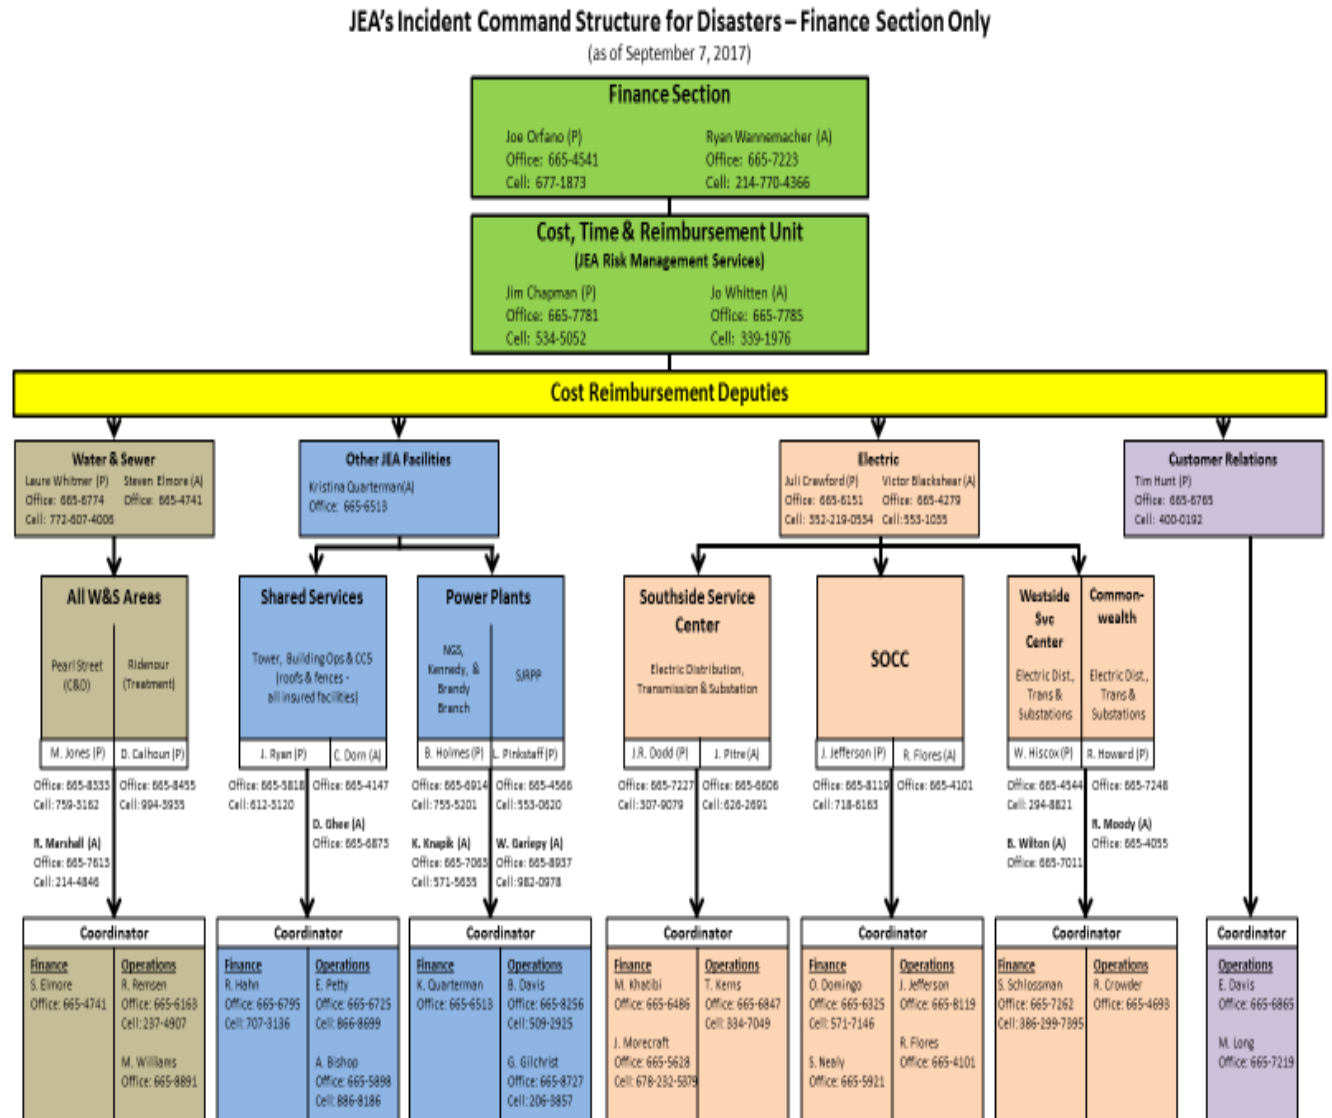 JEA's Incident Command Structure for Disasters – Finance Section Only
(as of September 7, 2017)
Finance Section
Joe Orfano (P)
Office: 665-4541
Cell: 677-1873
Ryan Wannemacher (A)
Office: 665-7223
Cell: 214-770-4366
Cost, Time & Reimbursement Unit
(JEA Risk Management Services)
Jim Chapman (P)
Office: 665-7781
Cell: 534-5052
Jo Whitten (A)
Office: 665-7785
Cell: 339-1976
Cost Reimbursement Deputies
Water & Sewer
Laure Whitmer (P)
Office: 665-6774
Cell: 772-607-4006
Steven Elmore (A)
Office: 665-4741
Other JEA Facilities
Kristina Quarterman(A)
Office: 665-6513
Electric
Juli Crawford (P)
Office: 665-6151
Cell: 352-219-0554
Victor Blackshear (A)
Office: 665-4279
Cell: 553-1035
Customer Relations
Tim Hunt (P)
Office: 665-6765
Cell: 400-0192
All W&S Areas
Pearl Street
(C&D)
Ridenour
(Treatment)
M. Jones (P)
D. Calhoun (P)
Office: 665-8333
Cell: 759-3162
Office: 665-8455
Cell: 994-3935
R. Marshall (A)
Office: 665-7613
Cell: 214-4846
Shared Services
Tower, Building Ops & CCS
(roofs & fences -
all insured facilities)
J. Ryan (P)
C. Dorn (A)
Office: 665-5818
Cell: 612-3120
Office: 665-4147
D. Ghee (A)
Office: 665-6873
Power Plants
NGS,
Kennedy, &
Brandy
Branch
SJRPP
B. Holmes (P)
L. Pinkstaff (P)
Office: 665-6914
Cell: 755-5201
Office: 665-4566
Cell: 553-0620
K. Knapik (A)
Office: 665-7063
Cell: 571-5635
W. Gariepy (A)
Office: 665-8937
Cell: 982-0978
Southside Service
Center
Electric Distribution,
Transmission & Substation
J.R. Dodd (P)
J. Pitre (A)
Office: 665-7227
Cell: 307-9079
Office: 665-6606
Cell: 626-2691
SOCC
J. Jefferson (P)
R. Flores (A)
Office: 665-8119
Cell: 718-6163
Office: 665-4101
Westside
Svc
Center
Electric Dist.,
Trans &
Substations
Common-
wealth
Electric Dist.,
Trans &
Substations
W. Hiscox (P)
R. Howard (P)
Office: 665-4544
Cell: 294-8821
Office: 665-7248
B. Wilton (A)
Office: 665-7011
R. Moody (A)
Office: 665-4055
Coordinator
Finance
S. Elmore
Office: 665-4741
Operations
R. Remsen
Office: 665-6163
Cell: 237-4907
M. Williams
Office: 665-8891
Coordinator
Finance
R. Hahn
Office: 665-6795
Cell: 707-3136
Operations
E. Petty
Office: 665-6725
Cell: 866-8699
A. Bishop
Office: 665-5898
Cell: 886-8186
Coordinator
Finance
K. Quarterman
Office: 665-6513
Operations
B. Davis
Office: 665-8256
Cell: 509-2925
G. Gilchrist
Office: 665-8727
Cell: 206-3857
Coordinator
Finance
M. Khatibi
Office: 665-6486
J. Morecraft
Office: 665-5628
Cell: 678-232-5379
Operations
T. Kerns
Office: 665-6847
Cell: 334-7049
Coordinator
Finance
O. Domingo
Office: 665-6325
Cell: 571-7146
S. Nealy
Office: 665-5921
Operations
J. Jefferson
Office: 665-8119
R. Flores
Office: 665-4101
Coordinator
Finance
S. Schlossman
Office: 665-7262
Cell: 386-299-7395
Operations
R. Crowder
Office: 665-4693
Coordinator
Operations
E. Davis
Office: 665-6865
M. Long
Office: 665-7219